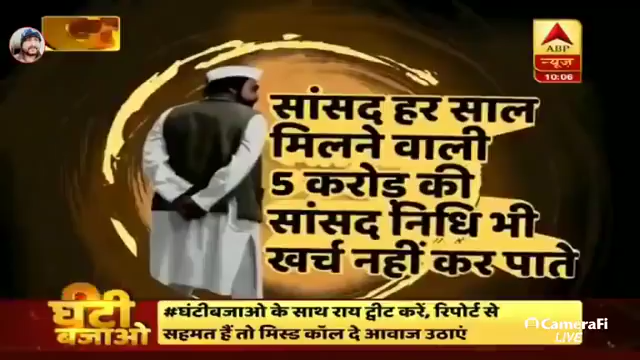 ABP
न्यूज़
10:06
सांसद हर साल
मिलने वाली
5 करोड़ की
सांसद निधि भी
खर्च नहीं कर पाते
घंटी
बजाओ
#घंटीबजाओ के साथ राय ट्वीट करें, रिपोर्ट से
सहमत हैं तो मिस्ड कॉल दे आवाज उठाएं
CameraFi
LIVE